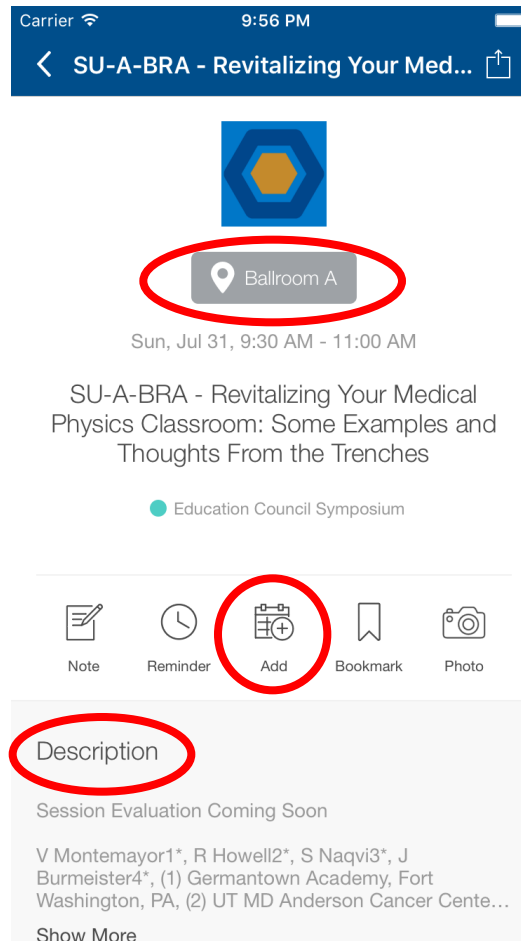 Carrier 9:56 PM
SU-A-BRA - Revitalizing Your Med...
Ballroom A
Sun, Jul 31, 9:30 AM - 11:00 AM
SU-A-BRA - Revitalizing Your Medical
Physics Classroom: Some Examples and
Thoughts From the Trenches
Education Council Symposium
Note Reminder Add Bookmark Photo
Description
Session Evaluation Coming Soon
V Montemayor1*, R Howell2*, S Naqvi3*, J
Burmeister4*, (1) Germantown Academy, Fort
Washington, PA, (2) UT MD Anderson Cancer Cente...
Show More